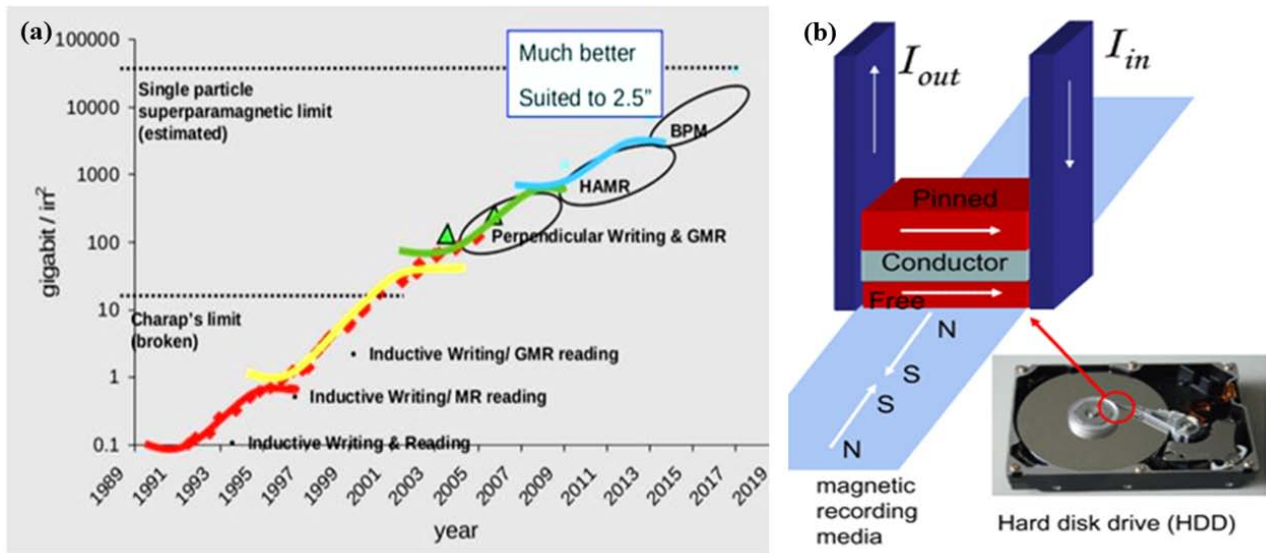 (a)
100000
10000
1000
100
10
1
0.1
gigabit / in²
Much better
Suited to 2.5”
Single particle
superparamagnetic limit
(estimated)
BPM
HAMR
Perpendicular Writing & GMR
Charap's limit
(broken)
• Inductive Writing/ GMR reading
• Inductive Writing/ MR reading
• Inductive Writing & Reading
1989
1991
1993
1995
1997
1999
2001
2003
2005
2007
2009
2011
2013
2015
2017
2019
year
(b)
I out
I in
Pinned
Conductor
Free
N
S
S
N
magnetic
recording
media
Hard disk drive (HDD)